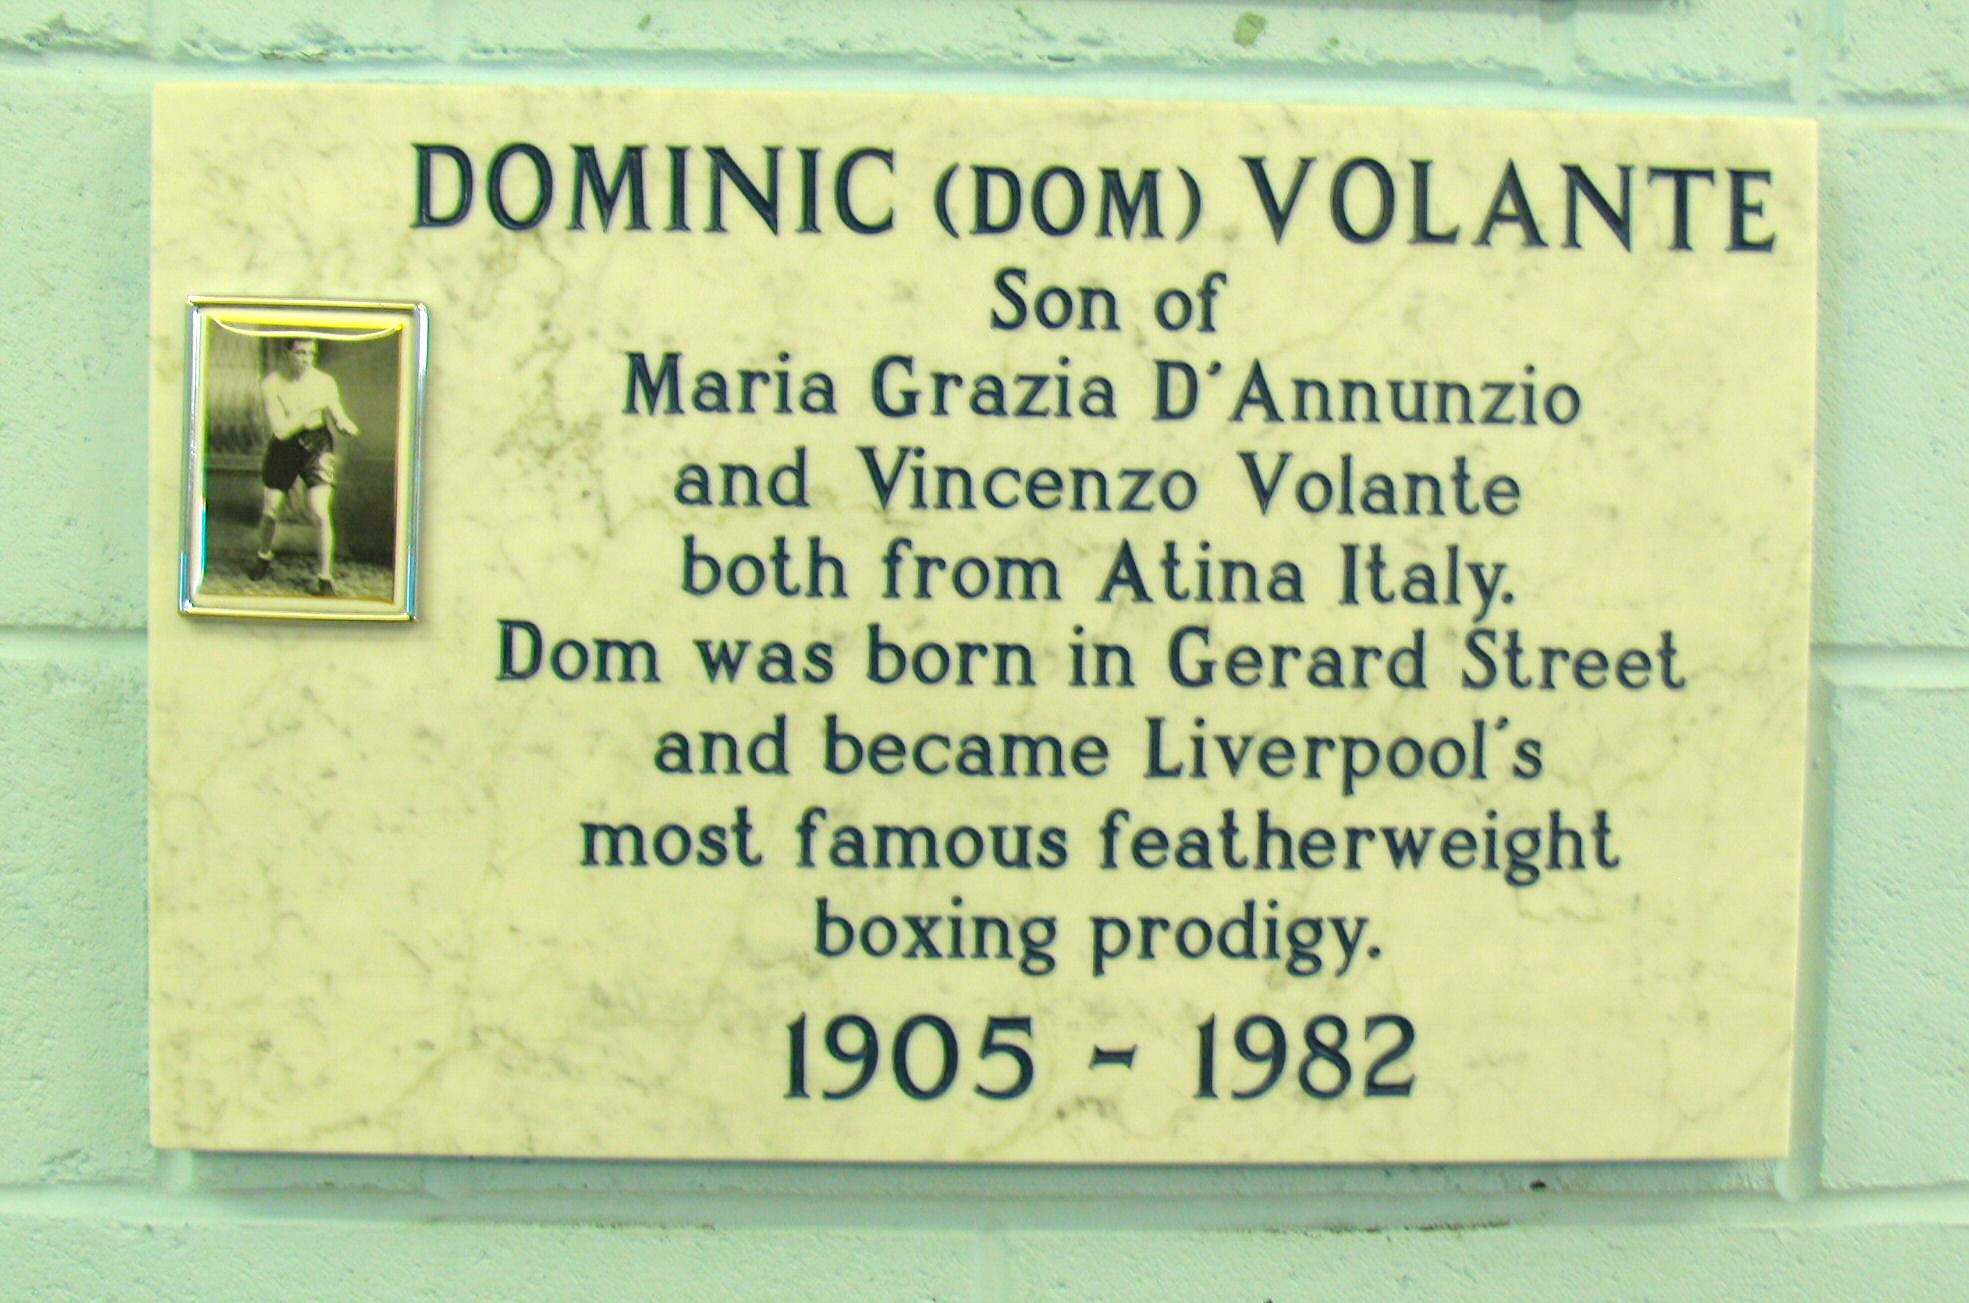 DOMINIC (DOM) VOLANTE
Son of
Maria Grazia D´Annunzio
and Vincenzo Volante
both from Atina Italy.
Dom was born in Gerard Street
and became Liverpool´s
most famous featherweight
boxing prodigy.
1905 - 1982